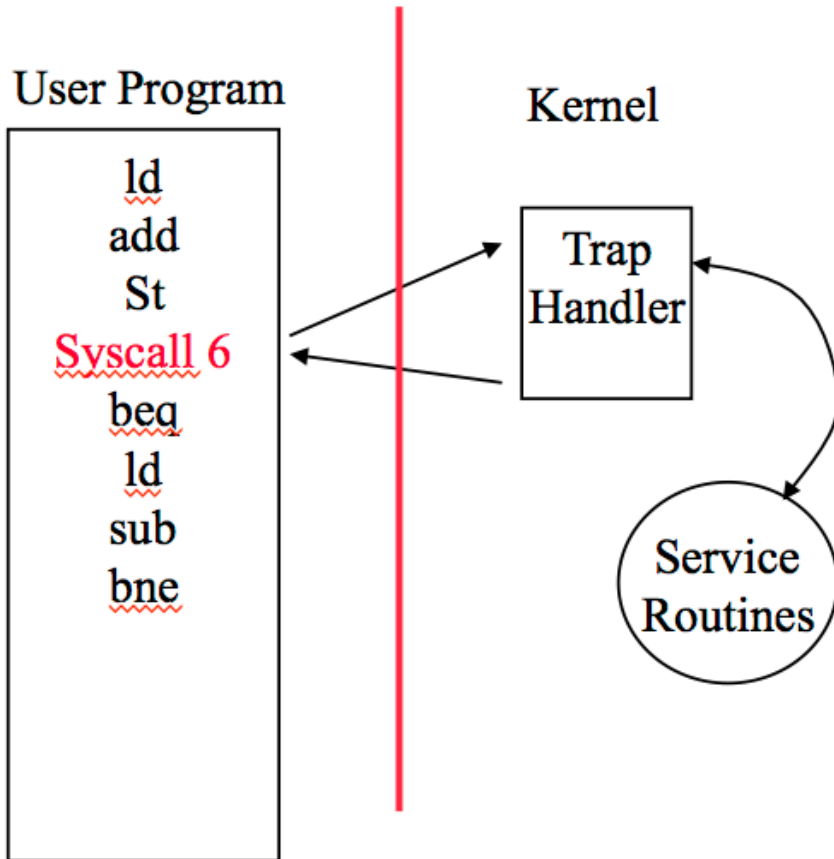 User Program
ld
add
St
Syscall 6
beq
ld
sub
bne
Kernel
Trap
Handler
Service
Routines